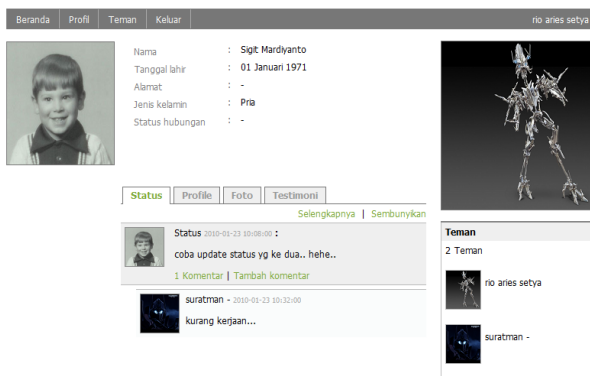 Beranda Profil Teman Keluar rio aries setya
Nama : Sigit Mardiyanto
Tanggal lahir : 01 Januari 1971
Alamat : -
Jenis kelamin : Pria
Status hubungan : -
Status Profile Foto Testimoni
Selengkapnya | Sembunyikan
Status 2010-01-23 10:08:00 :
coba update status yg ke dua.. hehe..
1 Komentar | Tambah komentar
suratman - 2010-01-23 10:32:00
kurang kerjaan...
Teman
2 Teman
rio aries setya
suratman -